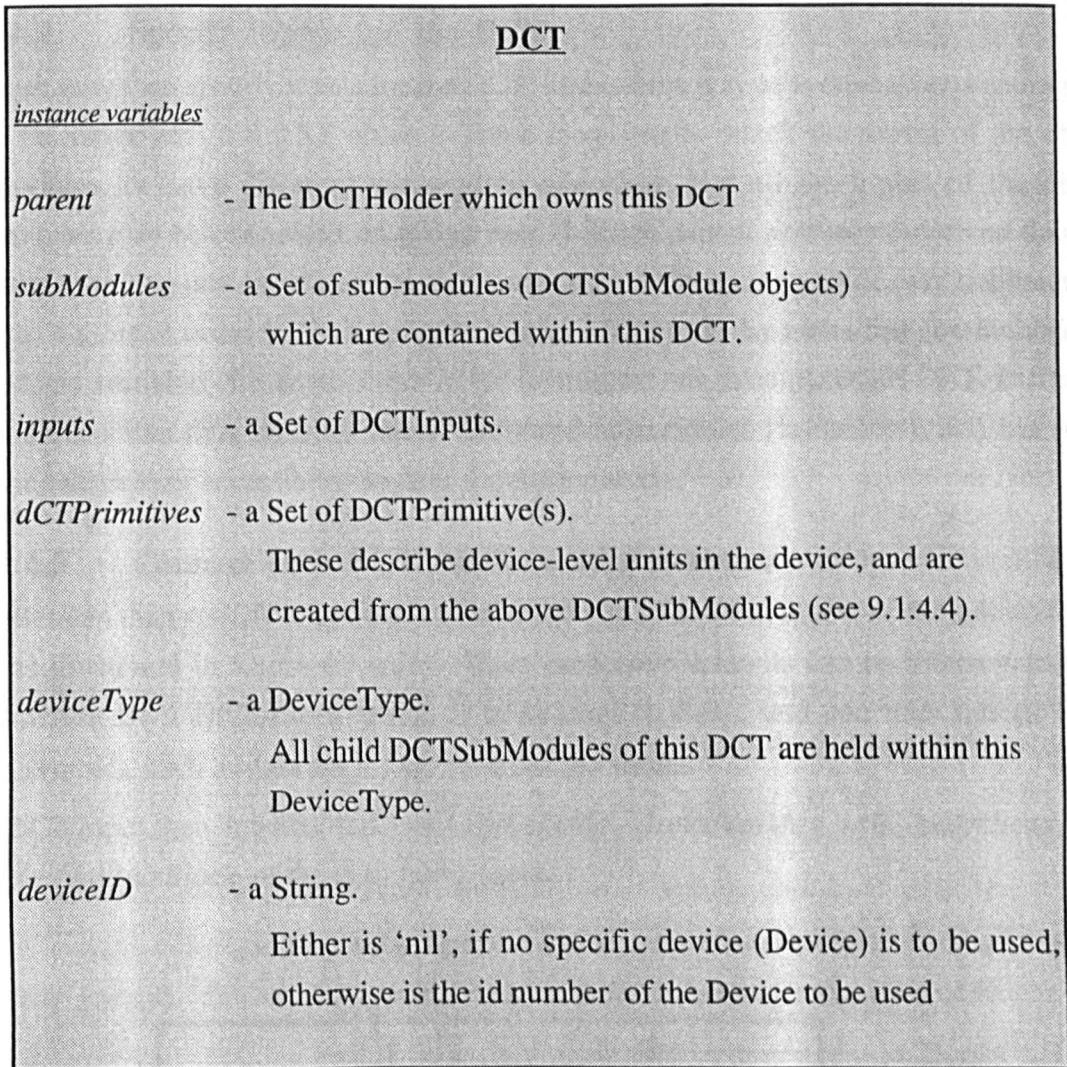 DCT
instance variables
parent - The DCTHolder which owns this DCT
subModules - a Set of sub-modules (DCTSubModule objects)
which are contained within this DCT.
inputs - a Set of DCTInputs.
dCTPrimitives - a Set of DCTPrimitive(s).
These describe device-level units in the device, and are
created from the above DCTSubModules (see 9.1.4.4).
deviceType - a DeviceType.
All child DCTSubModules of this DCT are held within this
DeviceType.
deviceID - a String.
Either is ‘nil’, if no specific device (Device) is to be used,
otherwise is the id number of the Device to be used